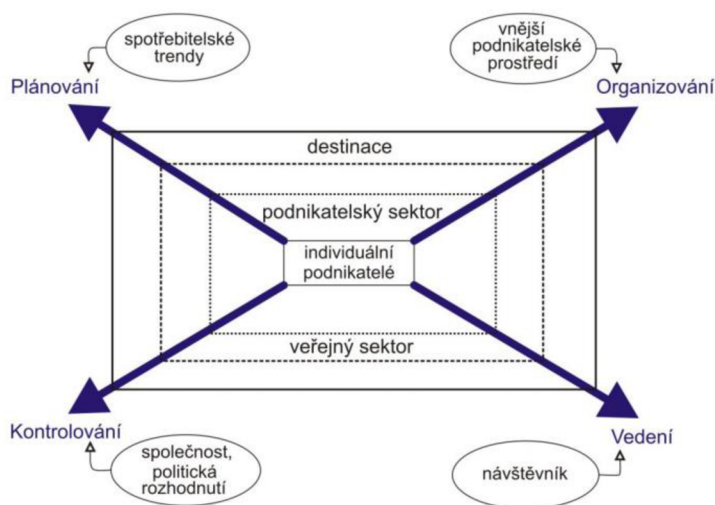 spotřebitelské
trendy
vnější
podnikatelské
prostředí
Plánování
Organizování
destinace
podnikatelský sektor
individuální
podnikatelé
veřejný sektor
Kontrolování
Vedení
společnost,
politická
rozhodnutí
návštěvník